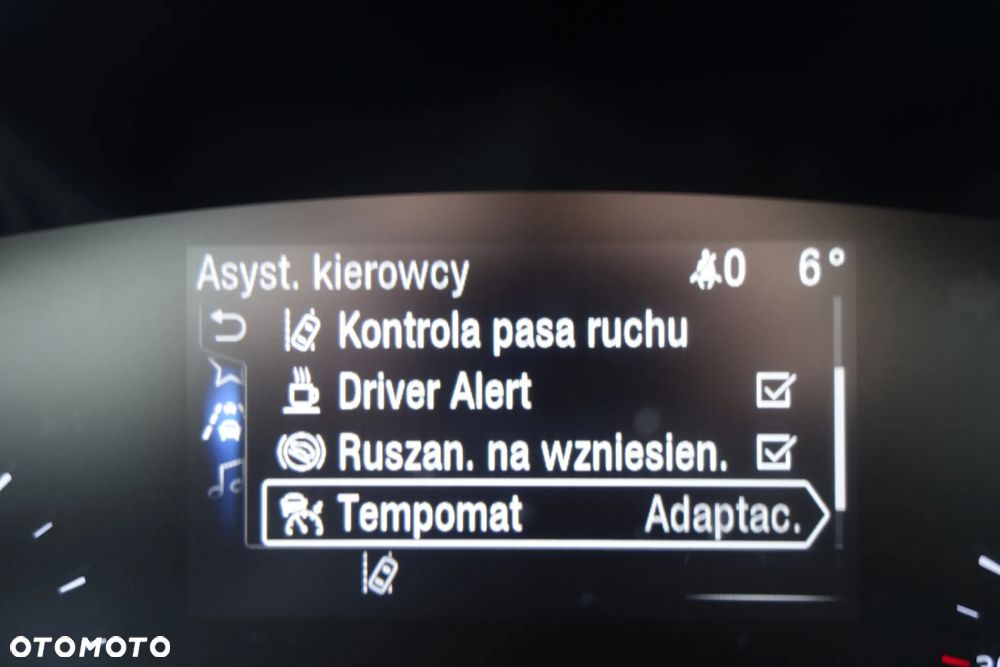 Asyst. kierowcy 0 6°
Kontrola pasa ruchu
Driver Alert
Ruszan. na wzniesien.
Tempomat Adaptac.
OTOMOTO